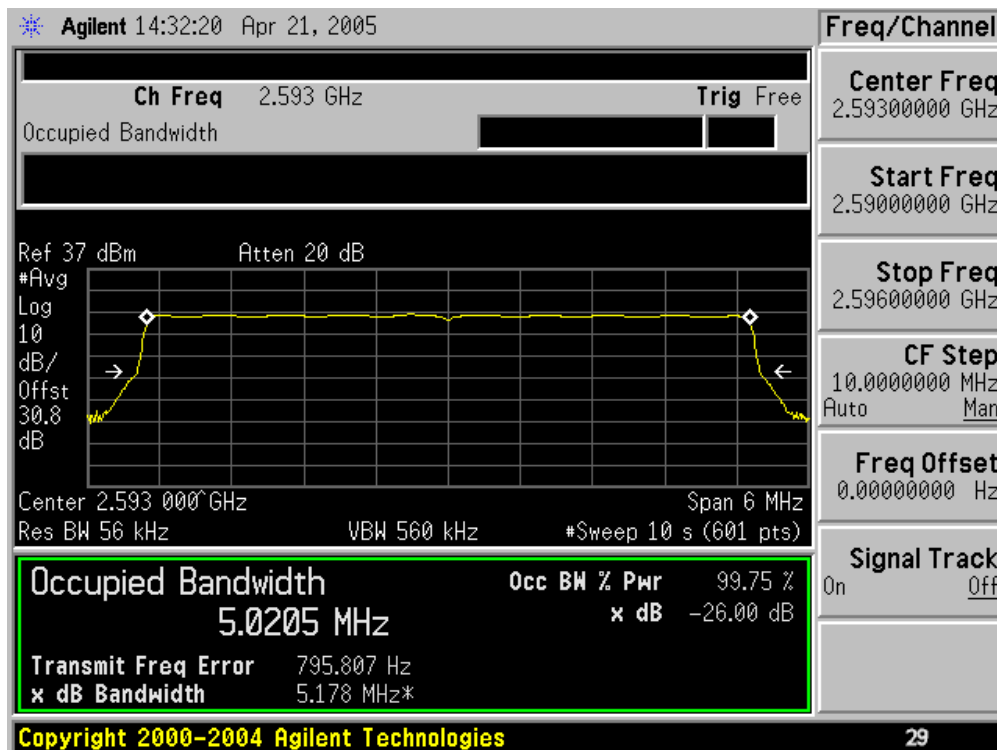 Agilent 14:32:20 Apr 21, 2005
Freq/Channel
Ch Freq 2.593 GHz Trig Free
Occupied Bandwidth
Center Freq
2.59300000 GHz
Start Freq
2.59000000 GHz
Stop Freq
2.59600000 GHz
CF Step
10.0000000 MHz
Auto Man
Freq Offset
0.00000000 Hz
Signal Track
On Off
Ref 37 dBm Atten 20 dB
#Avg
Log
10
dB/
Offst
30.8
dB
Center 2.593 000^GHz Span 6 MHz
Res BW 56 kHz VBW 560 kHz #Sweep 10 s (601 pts)
Occupied Bandwidth Occ BW % Pwr 99.75 %
5.0205 MHz x dB -26.00 dB
Transmit Freq Error 795.807 Hz
x dB Bandwidth 5.178 MHz*
Copyright 2000-2004 Agilent Technologies 29